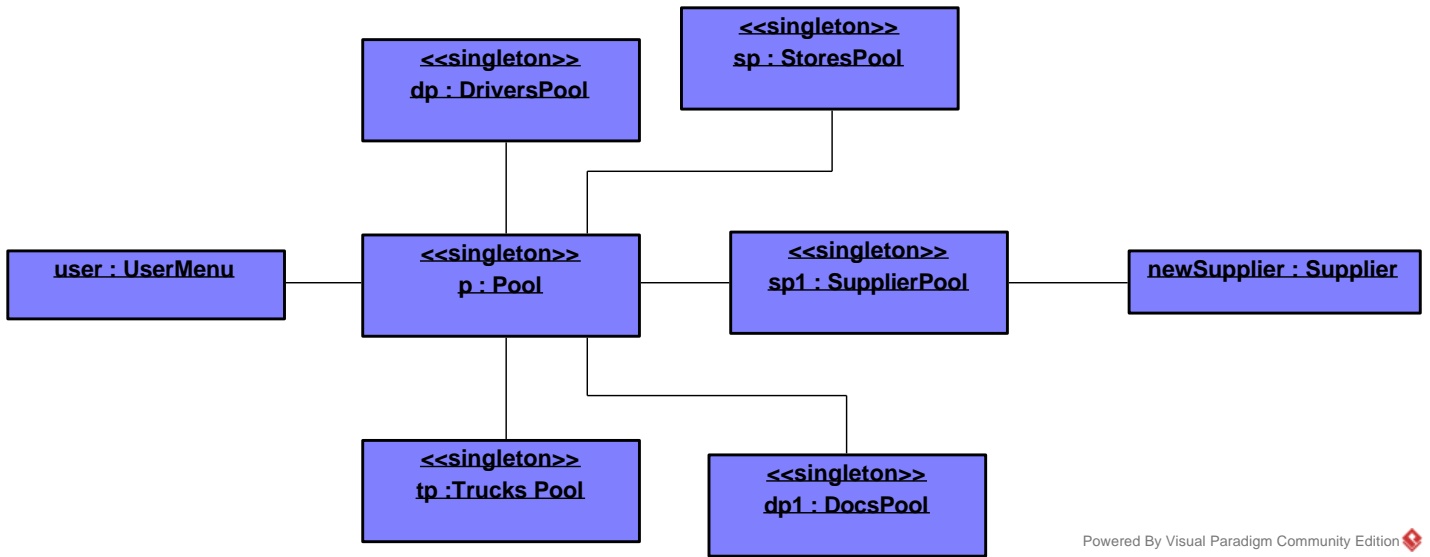 <<singleton>>
sp : StoresPool
<<singleton>>
dp : DriversPool
user : UserMenu
<<singleton>>
p : Pool
<<singleton>>
sp1 : SupplierPool
newSupplier : Supplier
<<singleton>>
tp :Trucks Pool
<<singleton>>
dp1 : DocsPool
Powered By Visual Paradigm Community Edition